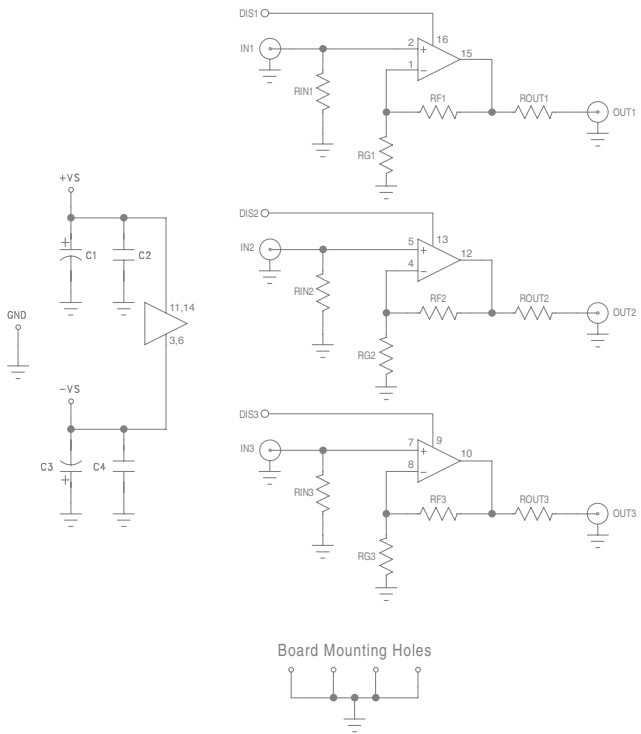 DIS1
16
IN1
2
+
15
1
−
RIN1
RF1
ROUT1
OUT1
RG1
+VS
+
C1
C2
DIS2
13
IN2
5
+
12
4
−
RIN2
RF2
ROUT2
OUT2
RG2
11,14
3,6
GND
−VS
C3
+
C4
DIS3
9
IN3
7
+
10
8
−
RIN3
RF3
ROUT3
OUT3
RG3
Board Mounting Holes